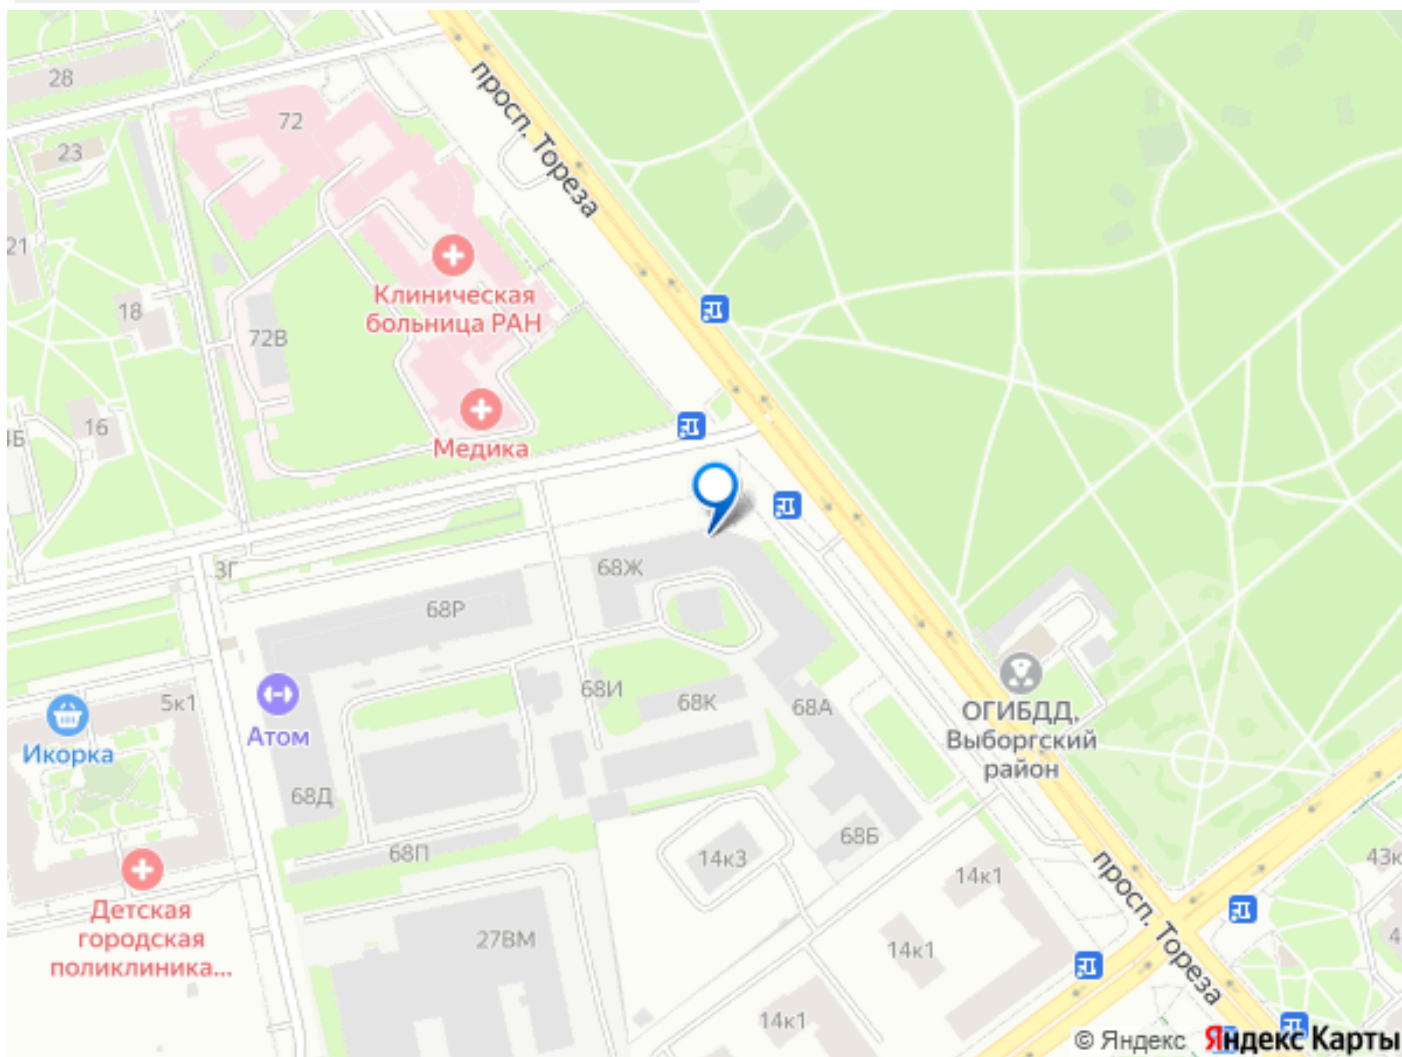 28
72
23
просп. Тореза
21
18
Клиническая
больница РАН
72В
16
4Б
Медика
3Г
68Ж
68Р
5к1
68И
68К
68А
Атом
Икорка
ОГИБДД,
Выборгский
район
68Д
68П
14к3
68Б
14к1
43к
просп. Тореза
Детская
городская
поликлиника...
27ВМ
14к1
4
14к1
© Яндекс Яндекс Карты